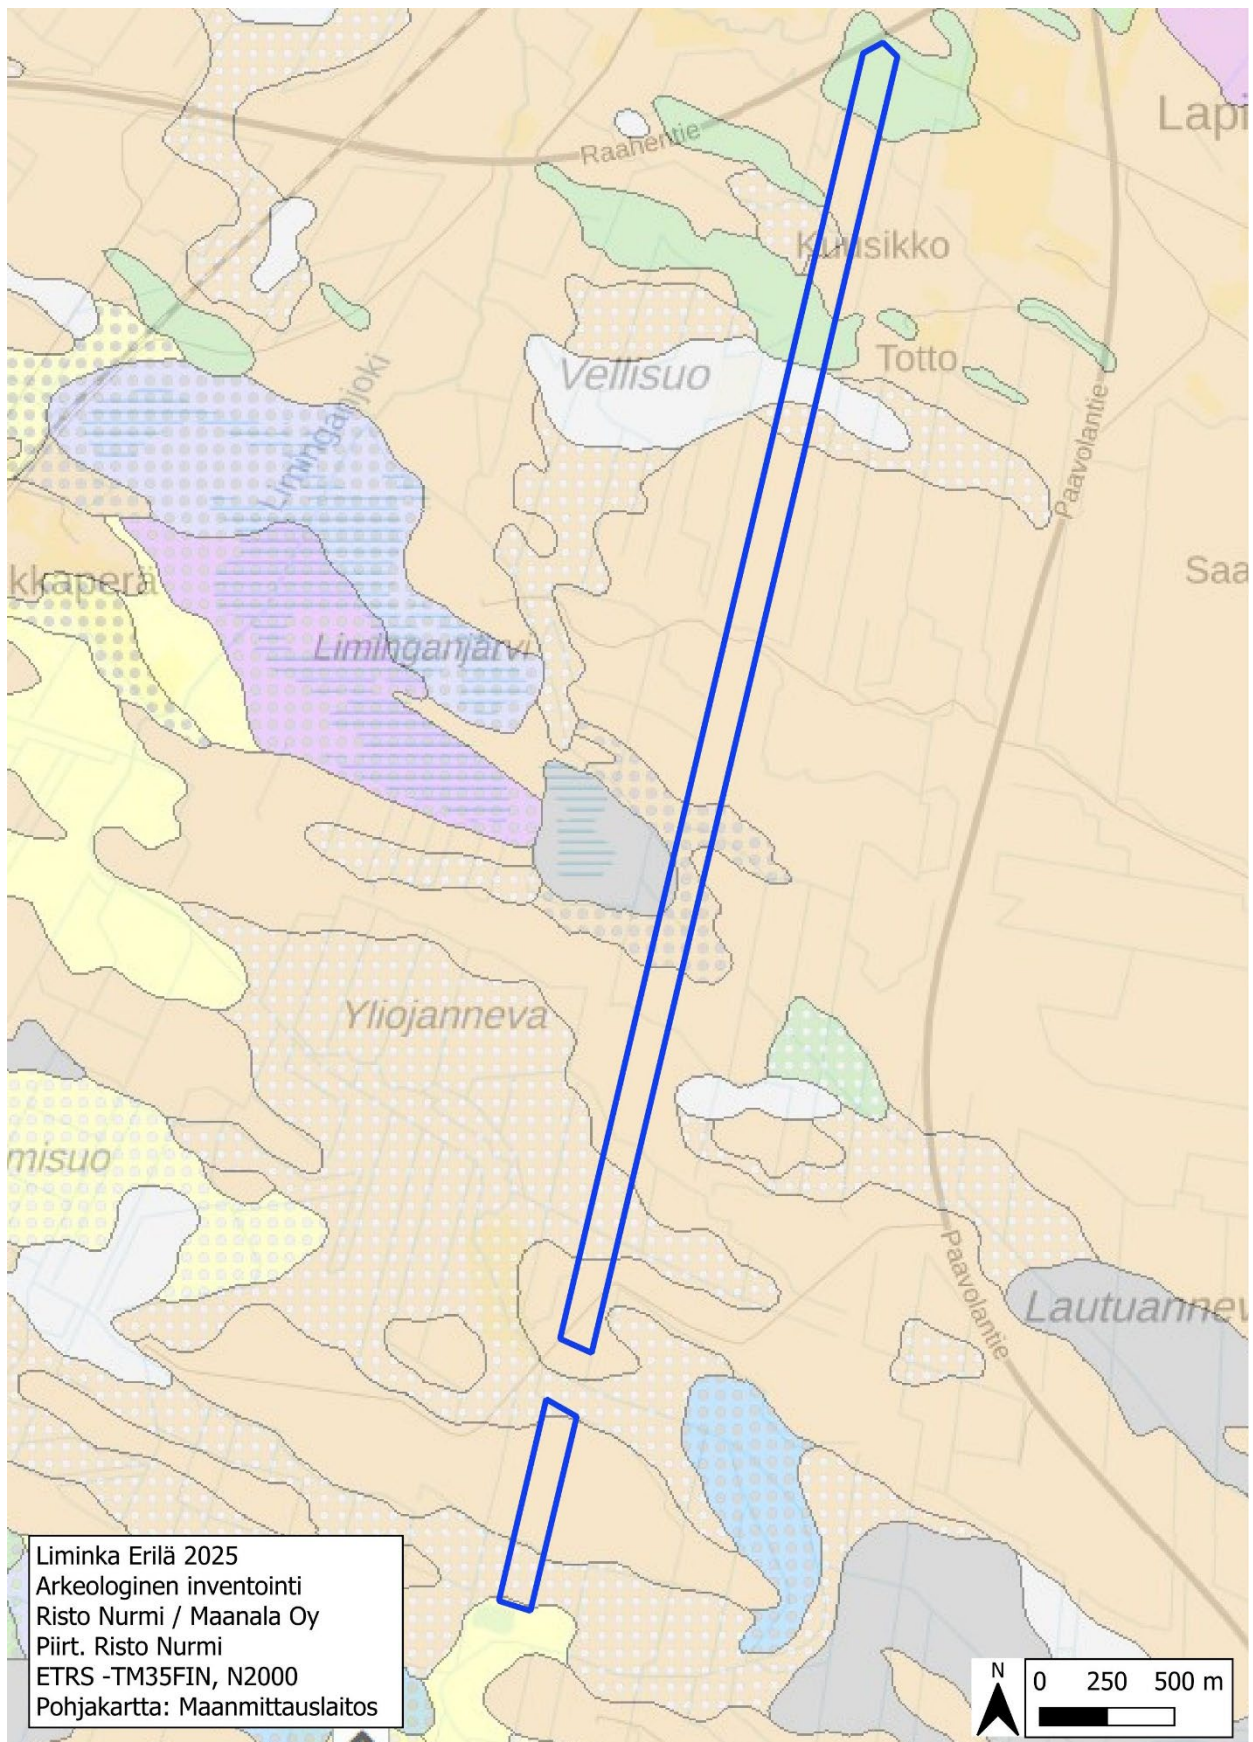 Lapi
Raahentie
Kuusikko
Totto
Vellisuo
Liminganjoki
Paavolantie
kkaperä
Saa
Liminganjärvi
Yliojanneva
misuo
Paavolantie
Lautuannev
Liminka Erilä 2025
Arkeologinen inventointi
Risto Nurmi / Maanala Oy
Piirt. Risto Nurmi
ETRS -TM35FIN, N2000
Pohjakartta: Maanmittauslaitos
N
0 250 500 m